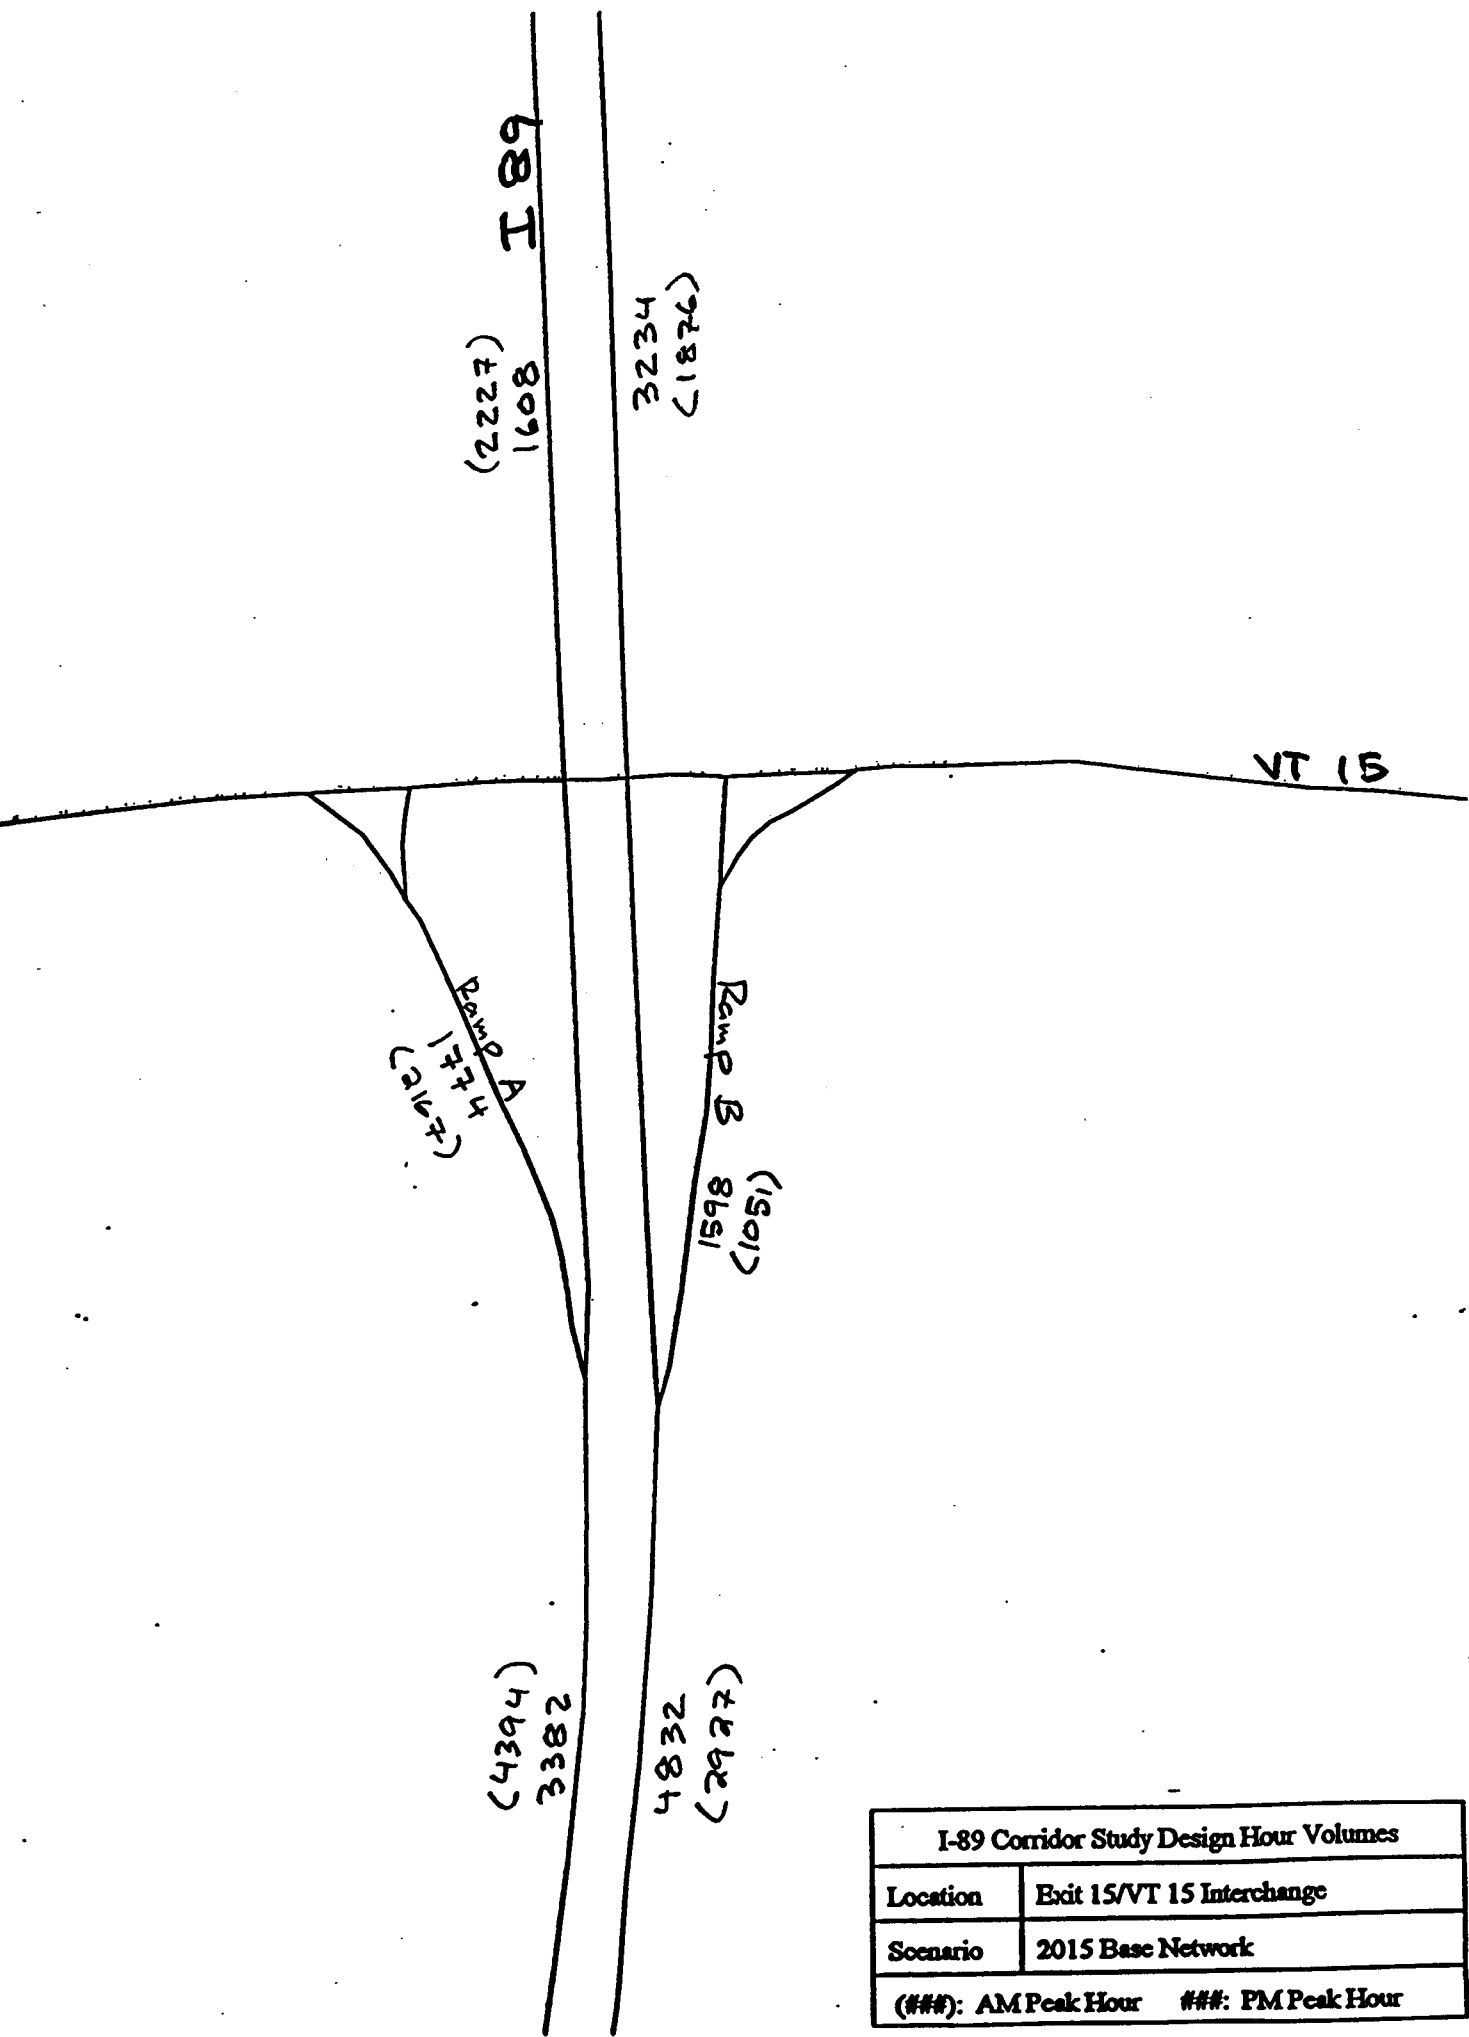 I 89
(2227)
1608
3234
(1876)
VT 15
Ramp A
1774
(2167)
Ramp B
1598
(1051)
(4394)
3382
4832
(2927)
I-89 Corridor Study Design Hour Volumes
Location Exit 15/VT 15 Interchange
Scenario 2015 Base Network
(###): AM Peak Hour ###: PM Peak Hour